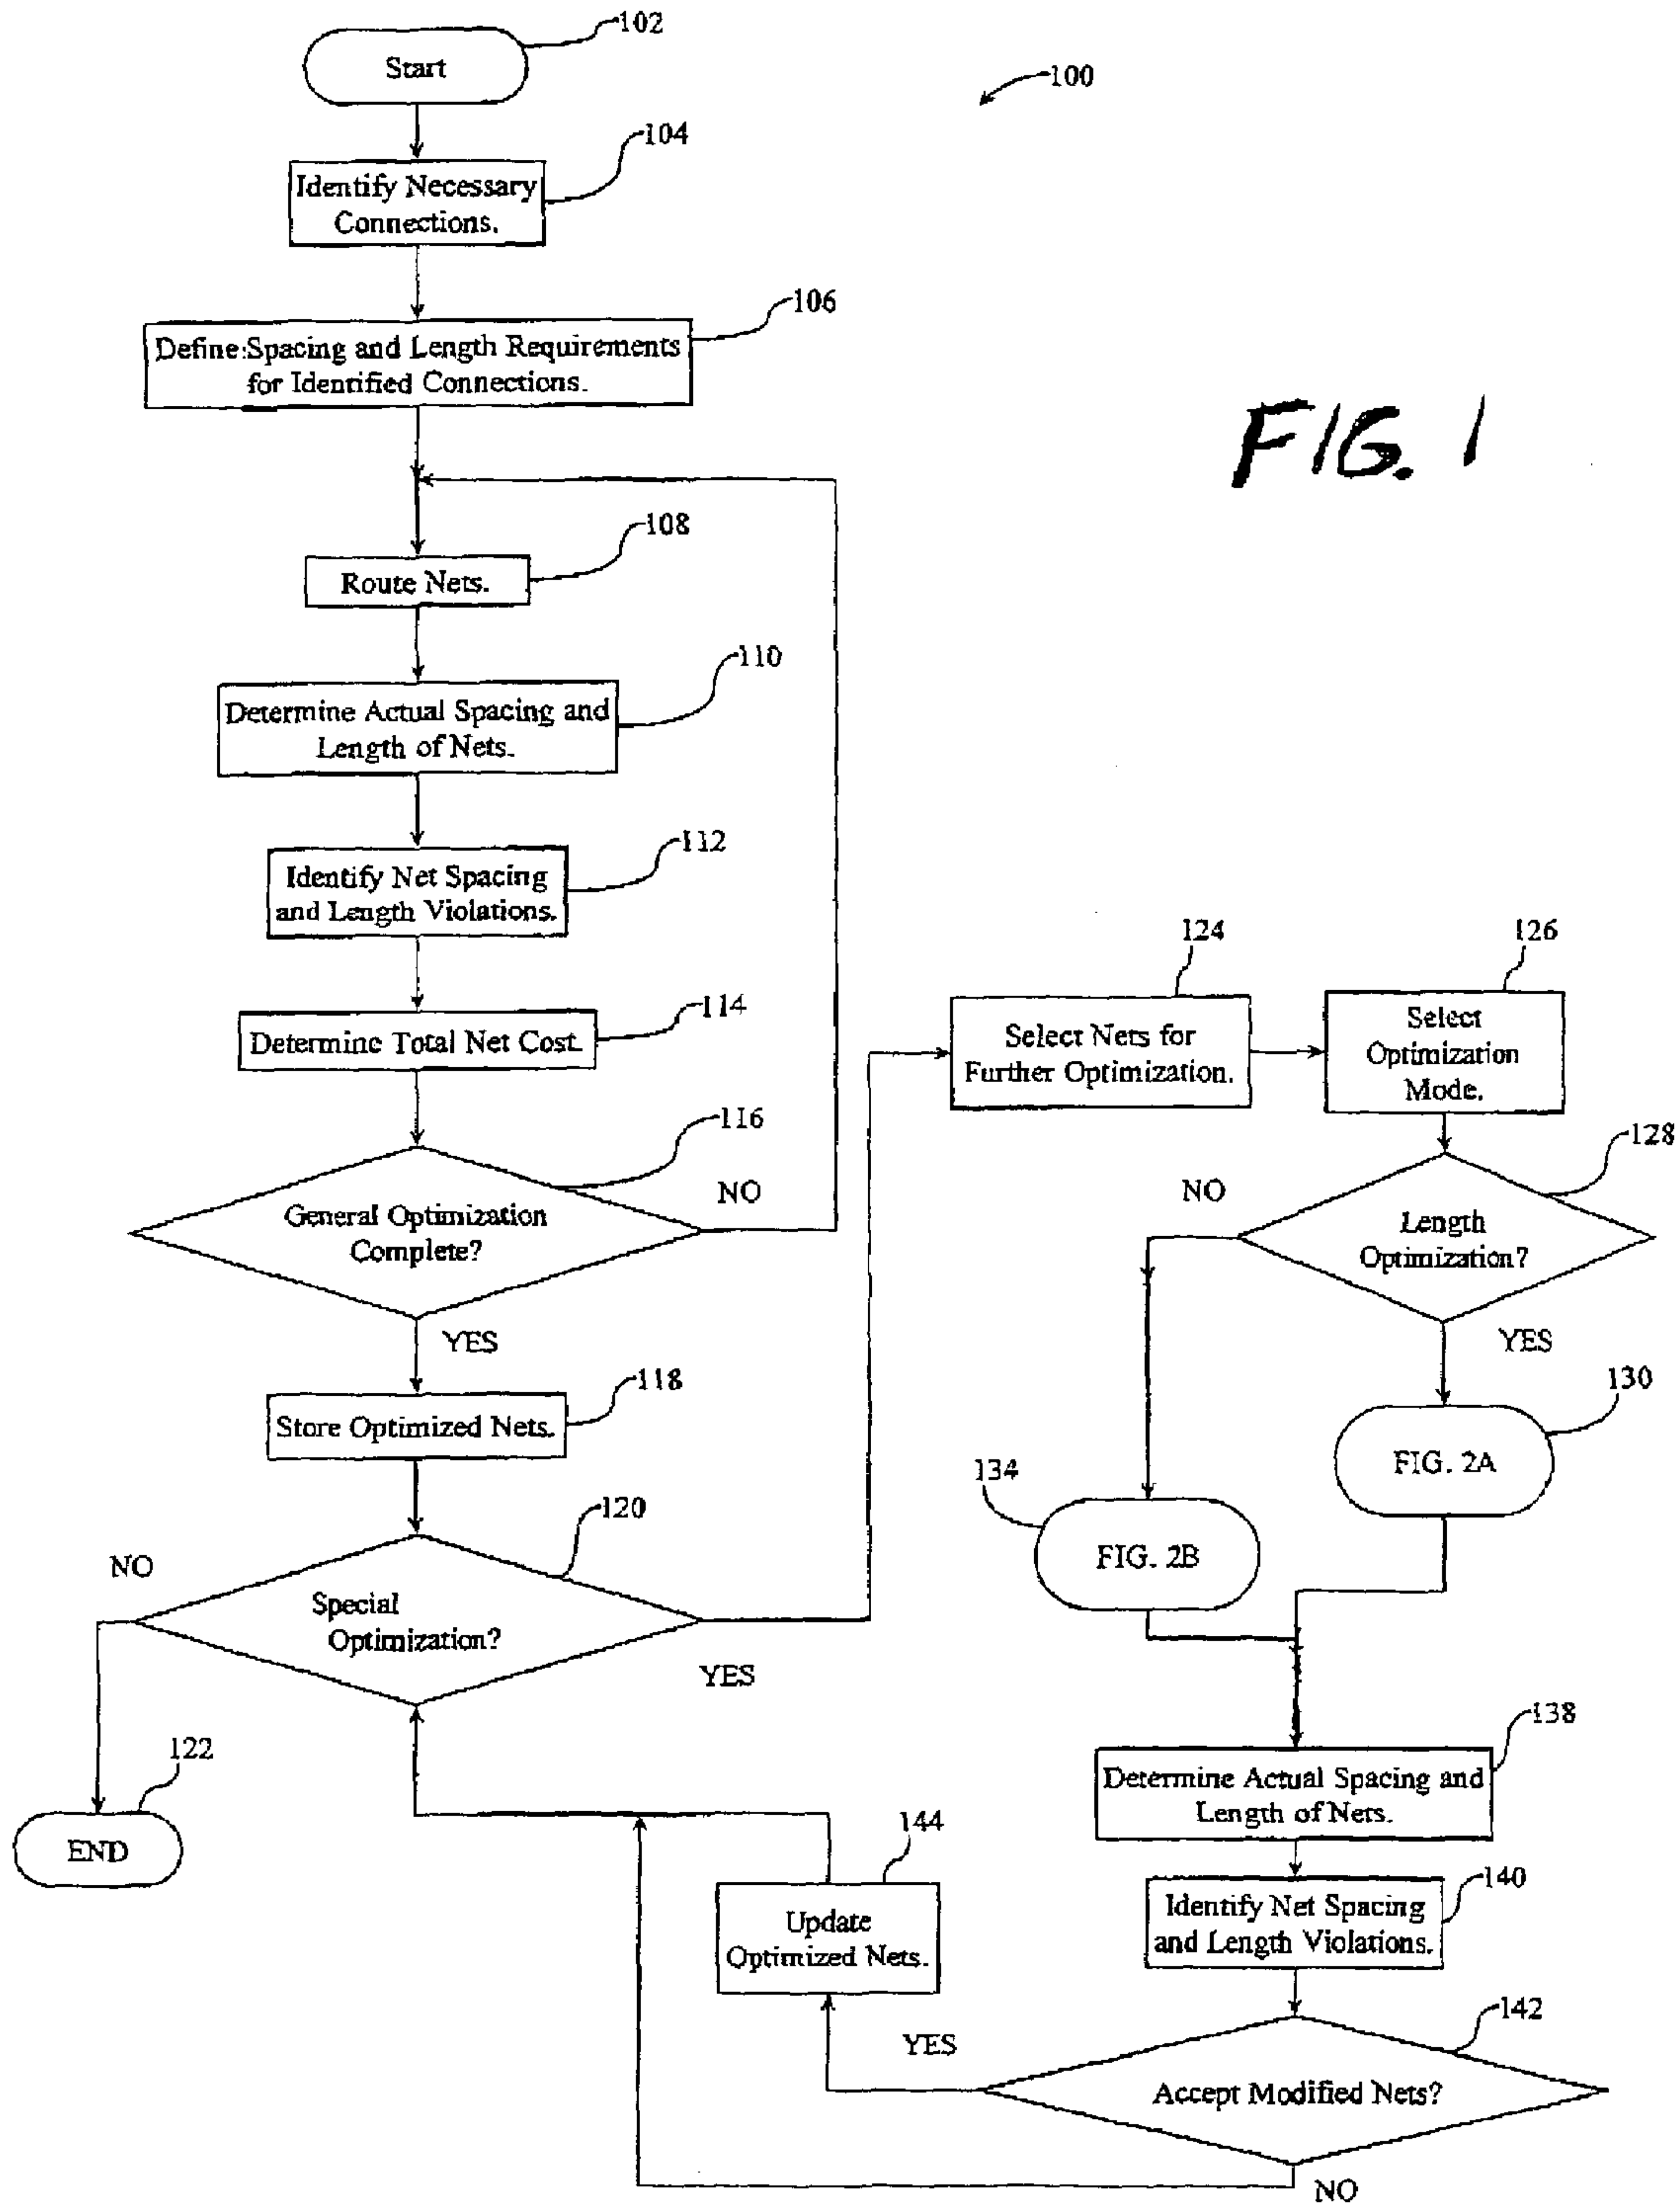 102
Start
100
104
Identify Necessary
Connections.
106
Define:Spacing and Length Requirements
for Identified Connections.
FIG. 1
108
Route Nets.
110
Determine Actual Spacing and
Length of Nets.
112
Identify Net Spacing
and Length Violations.
114
Determine Total Net Cost.
116
General Optimization
Complete?
NO
YES
118
Store Optimized Nets.
120
NO
Special
Optimization?
YES
122
END
124
Select Nets for
Further Optimization.
126
Select
Optimization
Mode.
128
NO
Length
Optimization?
YES
130
FIG. 2A
134
FIG. 2B
138
Determine Actual Spacing and
Length of Nets.
140
Identify Net Spacing
and Length Violations.
142
Accept Modified Nets?
YES
NO
144
Update
Optimized Nets.